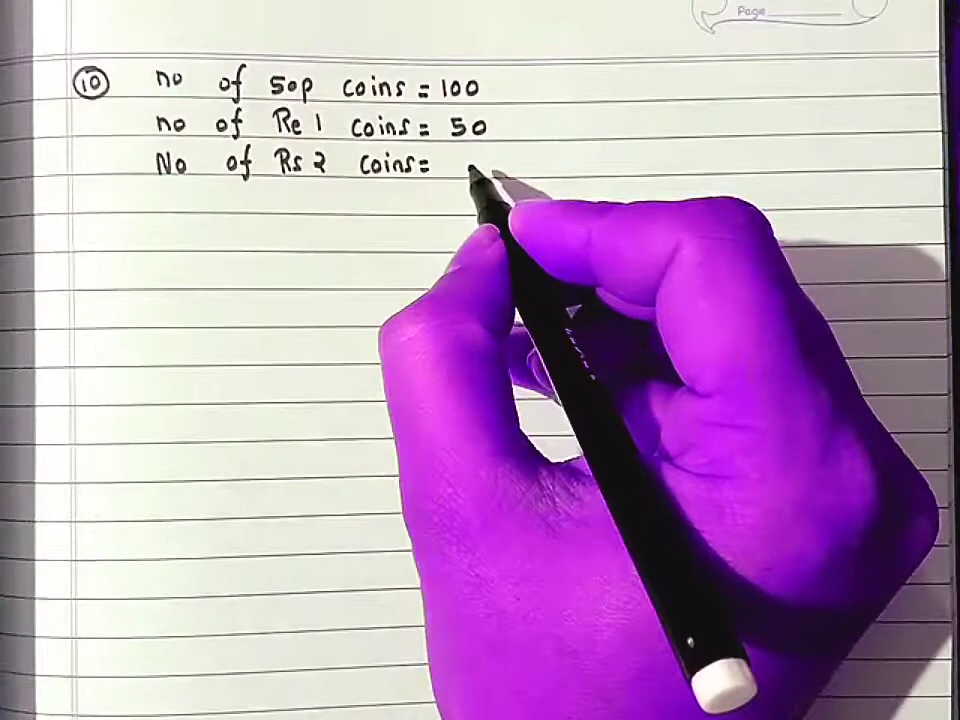 Page
10 no of 50p coins = 100
no of Re 1 coins = 50
No of Rs 2 coins =